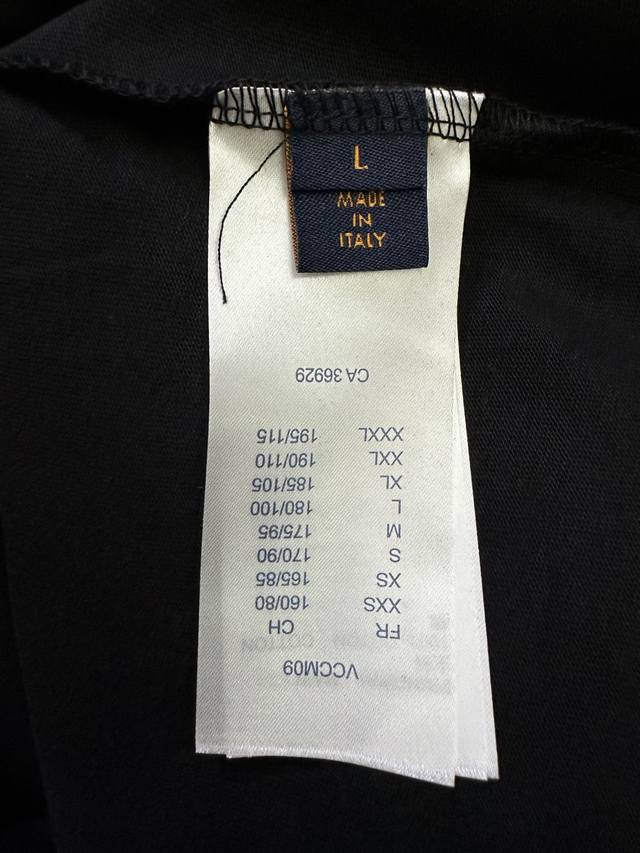 L
MADE
IN
ITALY
VCCM09
FR CH
XXS 160/80
XS 165/85
S 170/90
M 175/95
L 180/100
XL 185/105
XXL 190/110
XXXL 195/115
CA 36929
COTTON